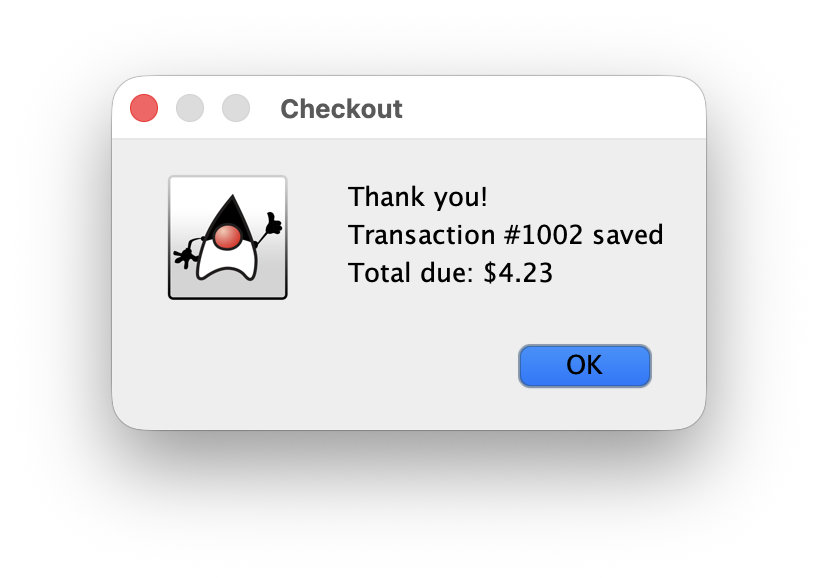 Checkout
Thank you!
Transaction #1002 saved
Total due: $4.23
OK